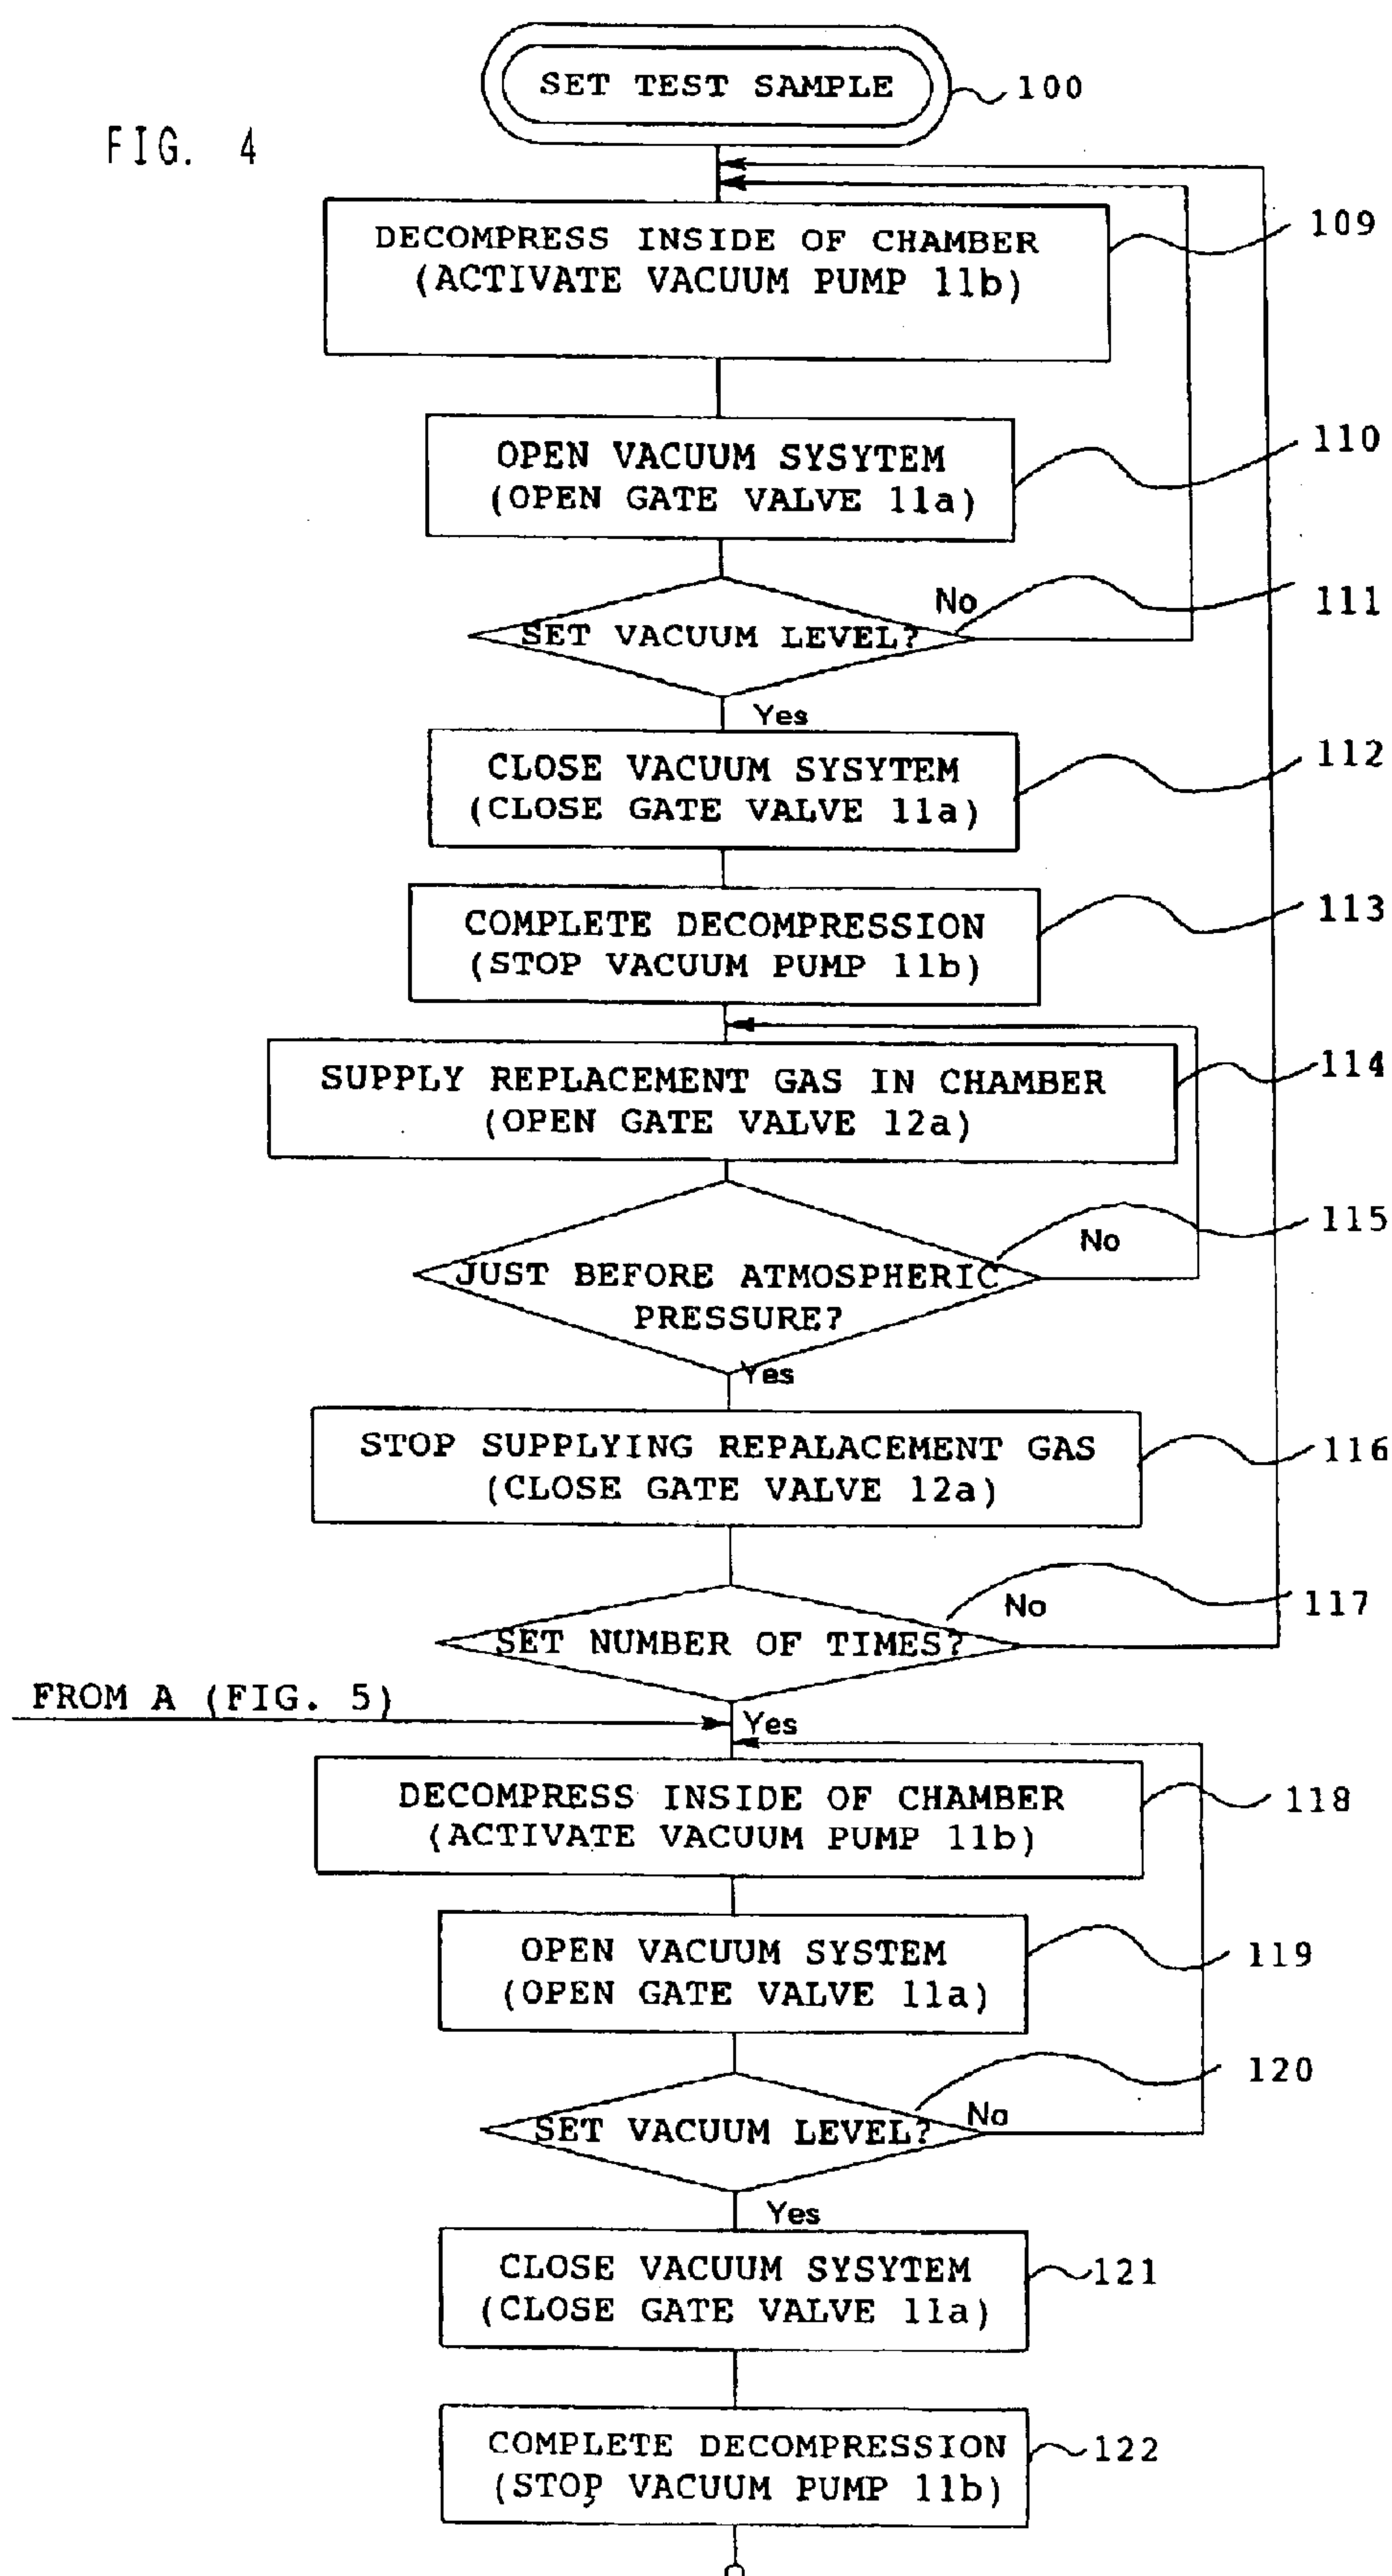 FIG. 4
SET TEST SAMPLE
100
DECOMPRESS INSIDE OF CHAMBER
(ACTIVATE VACUUM PUMP 11b)
109
OPEN VACUUM SYSYTEM
(OPEN GATE VALVE 11a)
110
SET VACUUM LEVEL?
No
111
Yes
CLOSE VACUUM SYSYTEM
(CLOSE GATE VALVE 11a)
112
COMPLETE DECOMPRESSION
(STOP VACUUM PUMP 11b)
113
SUPPLY REPLACEMENT GAS IN CHAMBER
(OPEN GATE VALVE 12a)
114
JUST BEFORE ATMOSPHERIC
PRESSURE?
No
115
Yes
STOP SUPPLYING REPALACEMENT GAS
(CLOSE GATE VALVE 12a)
116
SET NUMBER OF TIMES?
No
117
FROM A (FIG. 5)
Yes
DECOMPRESS INSIDE OF CHAMBER
(ACTIVATE VACUUM PUMP 11b)
118
OPEN VACUUM SYSTEM
(OPEN GATE VALVE 11a)
119
SET VACUUM LEVEL?
No
120
Yes
CLOSE VACUUM SYSYTEM
(CLOSE GATE VALVE 11a)
121
COMPLETE DECOMPRESSION
(STOP VACUUM PUMP 11b)
122